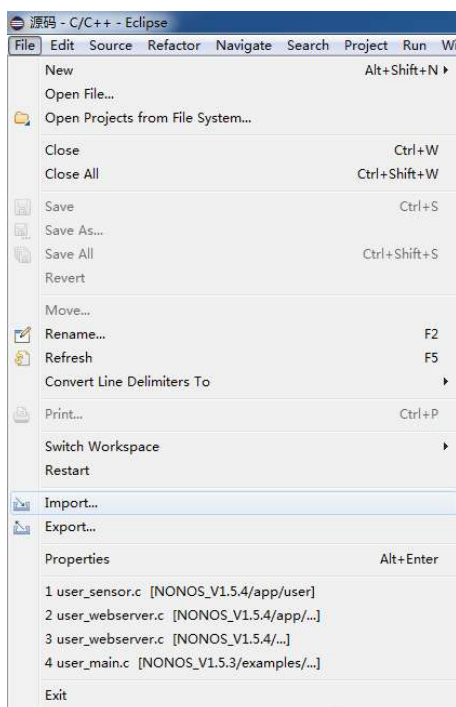 源码 - C/C++ - Eclipse
File Edit Source Refactor Navigate Search Project Run Wi
New Alt+Shift+N
Open File...
Open Projects from File System...
Close Ctrl+W
Close All Ctrl+Shift+W
Save Ctrl+S
Save As...
Save All Ctrl+Shift+S
Revert
Move...
Rename... F2
Refresh F5
Convert Line Delimiters To
Print... Ctrl+P
Switch Workspace
Restart
Import...
Export...
Properties Alt+Enter
1 user_sensor.c [NONOS_V1.5.4/app/user]
2 user_webserver.c [NONOS_V1.5.4/app/...]
3 user_webserver.c [NONOS_V1.5.4/...]
4 user_main.c [NONOS_V1.5.3/examples/...]
Exit